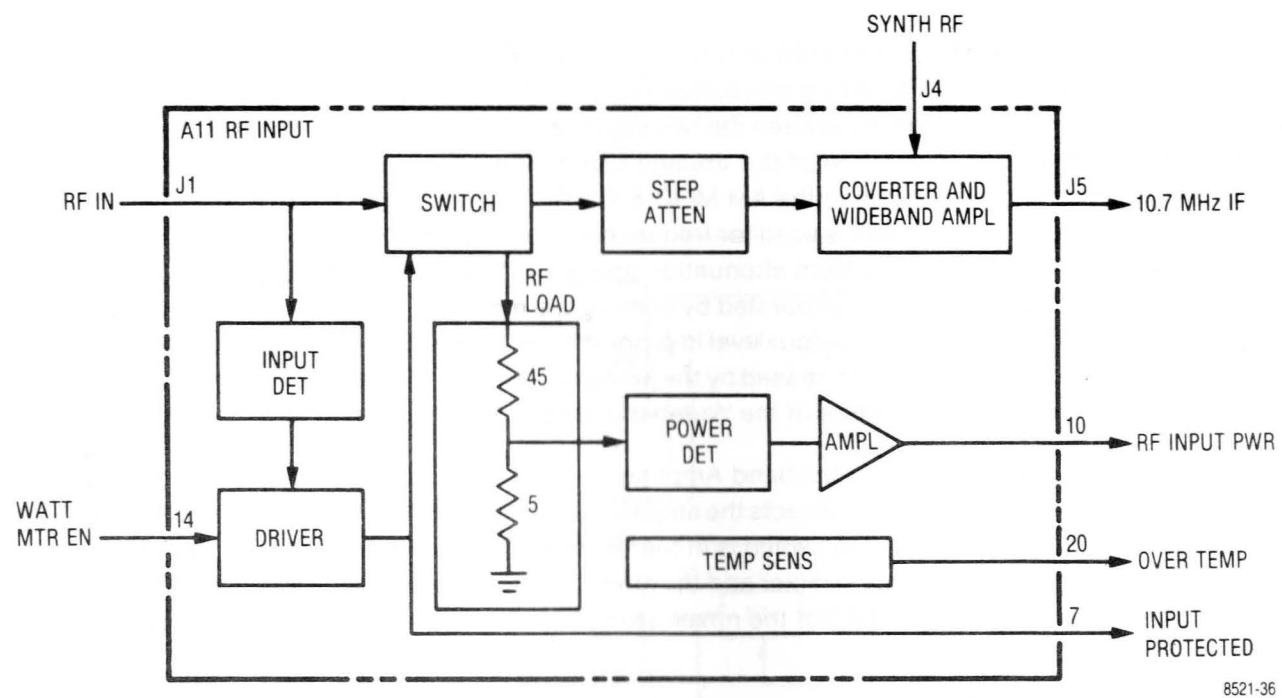 SYNTH RF
J4
A11 RF INPUT
RF IN
J1
SWITCH
STEP
ATTEN
COVERTER AND
WIDEBAND AMPL
J5
10.7 MHz IF
RF
LOAD
INPUT
DET
45
5
POWER
DET
AMPL
10
RF INPUT PWR
WATT
MTR EN
14
DRIVER
TEMP SENS
20
OVER TEMP
7
INPUT
PROTECTED
8521-36